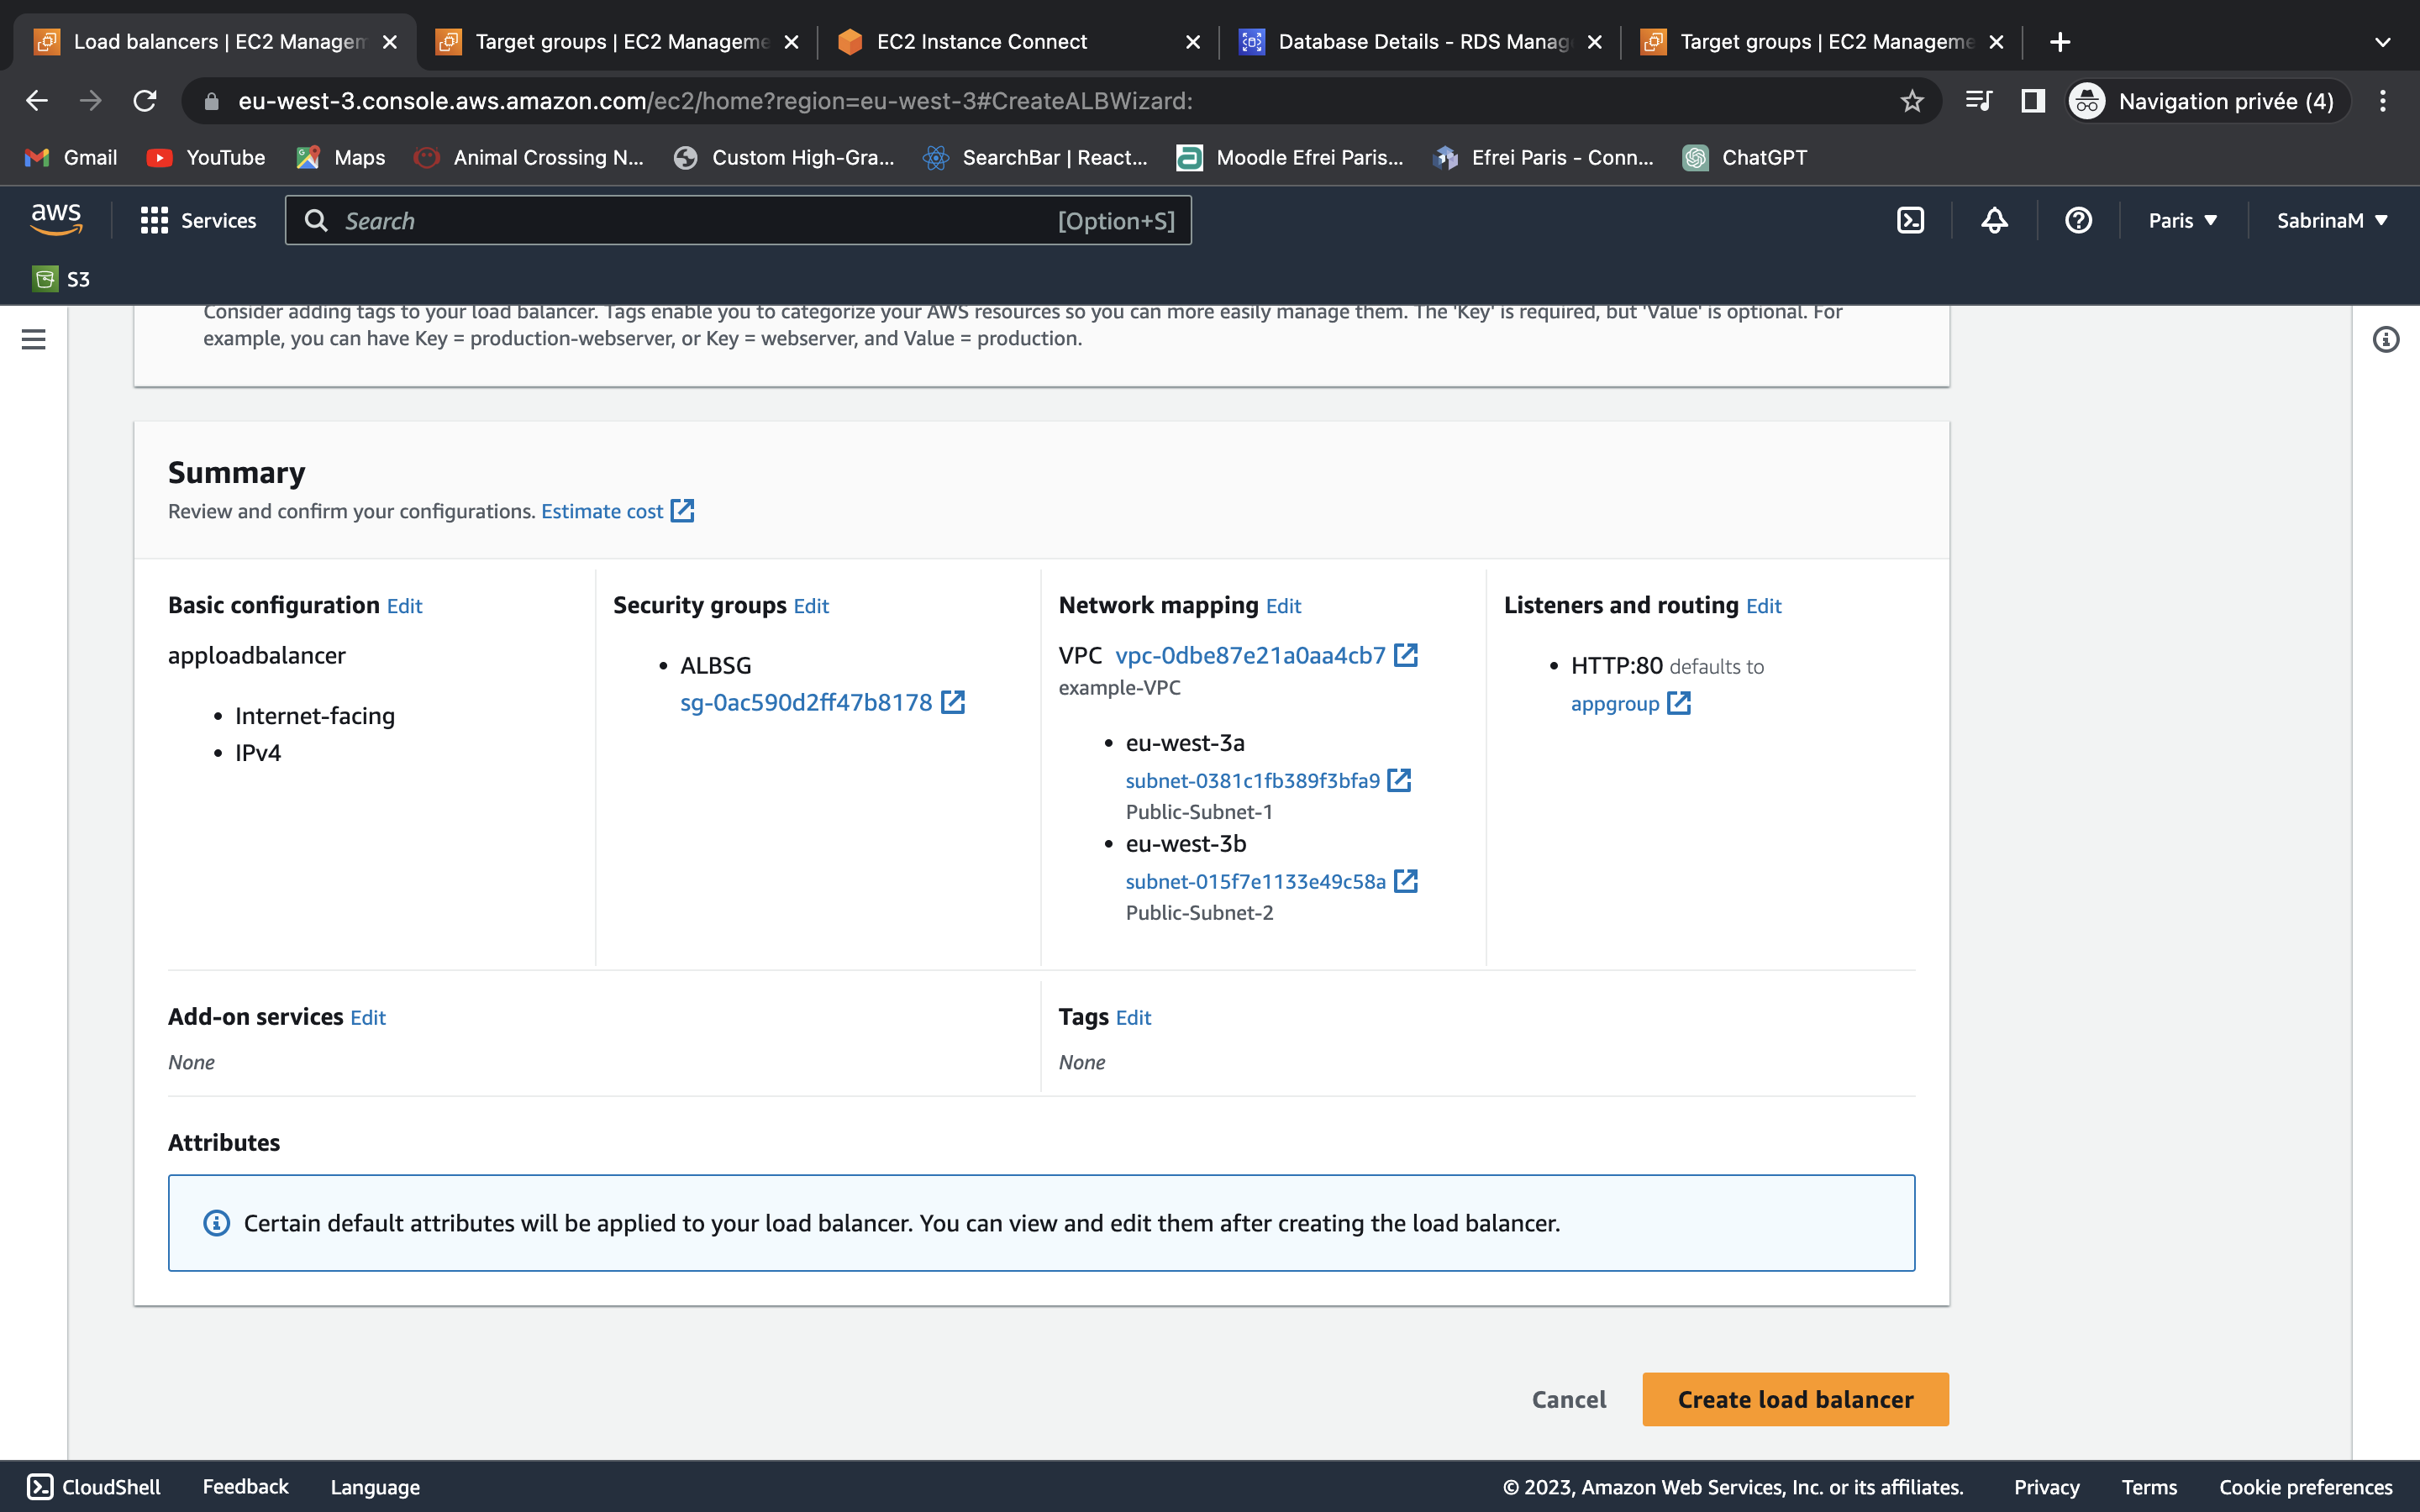 Load balancers | EC2 Managem
Target groups | EC2 Manageme
EC2 Instance Connect
Database Details - RDS Manag
Target groups | EC2 Manageme
eu-west-3.console.aws.amazon.com/ec2/home?region=eu-west-3#CreateALBWizard:
Navigation privée (4)
Gmail
YouTube
Maps
Animal Crossing N...
Custom High-Gra...
SearchBar | React...
Moodle Efrei Paris...
Efrei Paris - Conn...
ChatGPT
aws
Services
Search
[Option+S]
Paris
SabrinaM
S3
Consider adding tags to your load balancer. Tags enable you to categorize your AWS resources so you can more easily manage them. The 'Key' is required, but 'Value' is optional. For
example, you can have Key = production-webserver, or Key = webserver, and Value = production.
Summary
Review and confirm your configurations. Estimate cost
Basic configuration Edit
apploadbalancer
• Internet-facing
• IPv4
Security groups Edit
• ALBSG
sg-0ac590d2ff47b8178
Network mapping Edit
VPC vpc-0dbe87e21a0aa4cb7
example-VPC
• eu-west-3a
subnet-0381c1fb389f3bfa9
Public-Subnet-1
• eu-west-3b
subnet-015f7e1133e49c58a
Public-Subnet-2
Listeners and routing Edit
• HTTP:80 defaults to
appgroup
Add-on services Edit
None
Tags Edit
None
Attributes
Certain default attributes will be applied to your load balancer. You can view and edit them after creating the load balancer.
Cancel
Create load balancer
CloudShell
Feedback
Language
© 2023, Amazon Web Services, Inc. or its affiliates.
Privacy
Terms
Cookie preferences